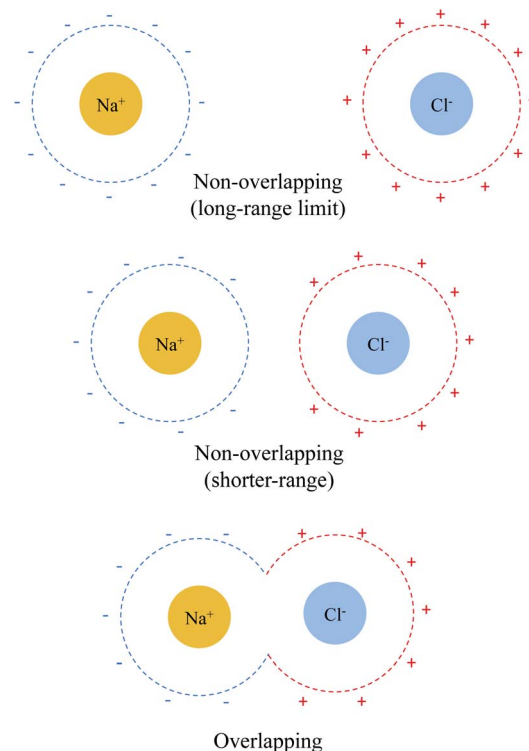 Na⁺ Cl⁻
Non-overlapping
(long-range limit)
Na⁺ Cl⁻
Non-overlapping
(shorter-range)
Na⁺ Cl⁻
Overlapping